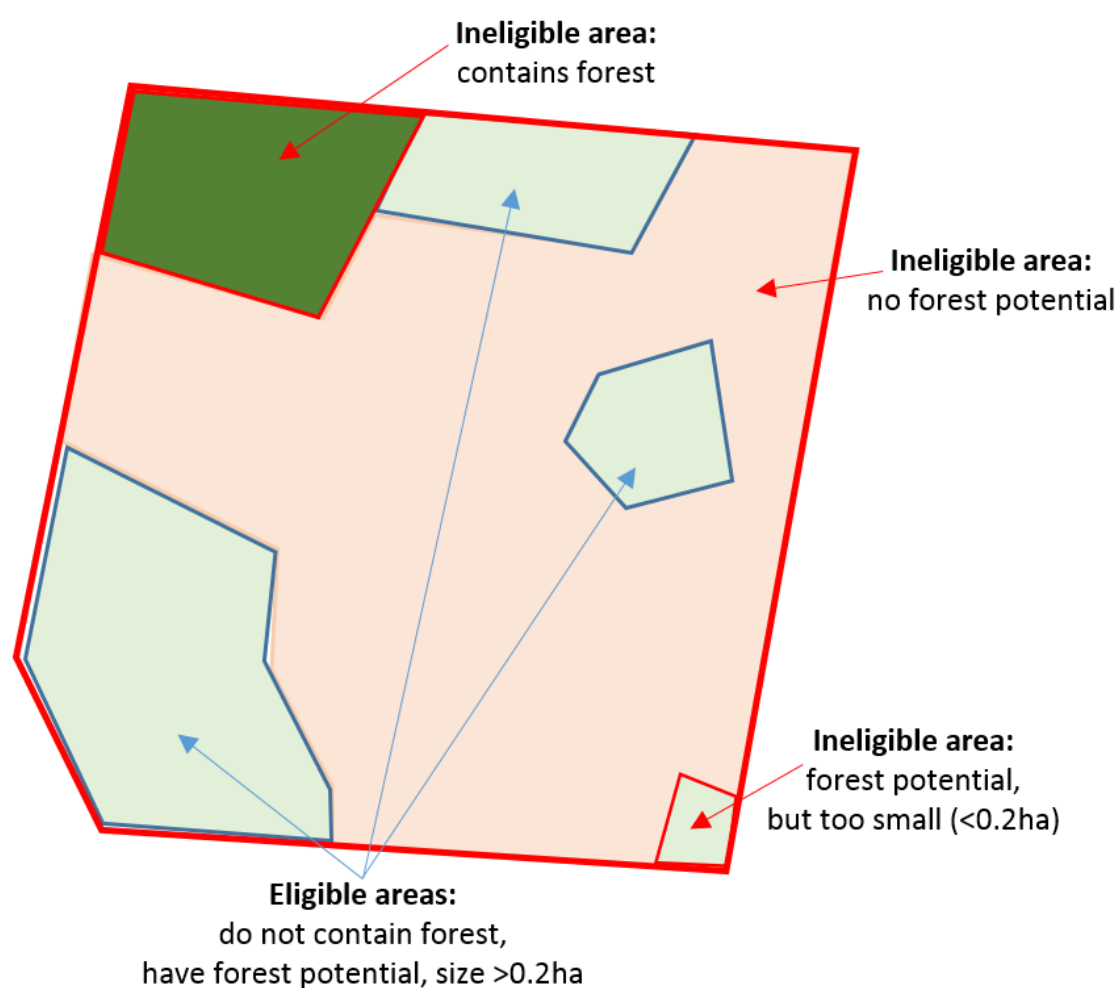 Ineligible area:
contains forest
Ineligible area:
no forest potential
Ineligible area:
forest potential,
but too small (<0.2ha)
Eligible areas:
do not contain forest,
have forest potential, size >0.2ha